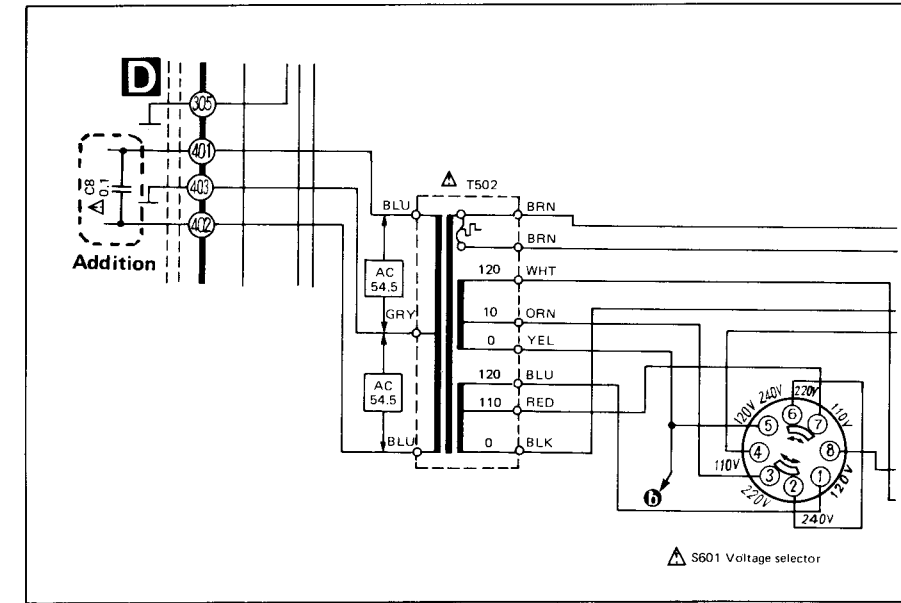 D
305
401
403
402
C8
0.1
Addition
T502
BLU
GRY
BLU
AC
54.5
AC
54.5
BRN
BRN
120 WHT
10 ORN
0 YEL
120 BLU
110 RED
0 BLK
b
120V
240V
220V
110V
110V
220V
240V
120V
5
6
7
4
8
3
2
1
S601 Voltage selector